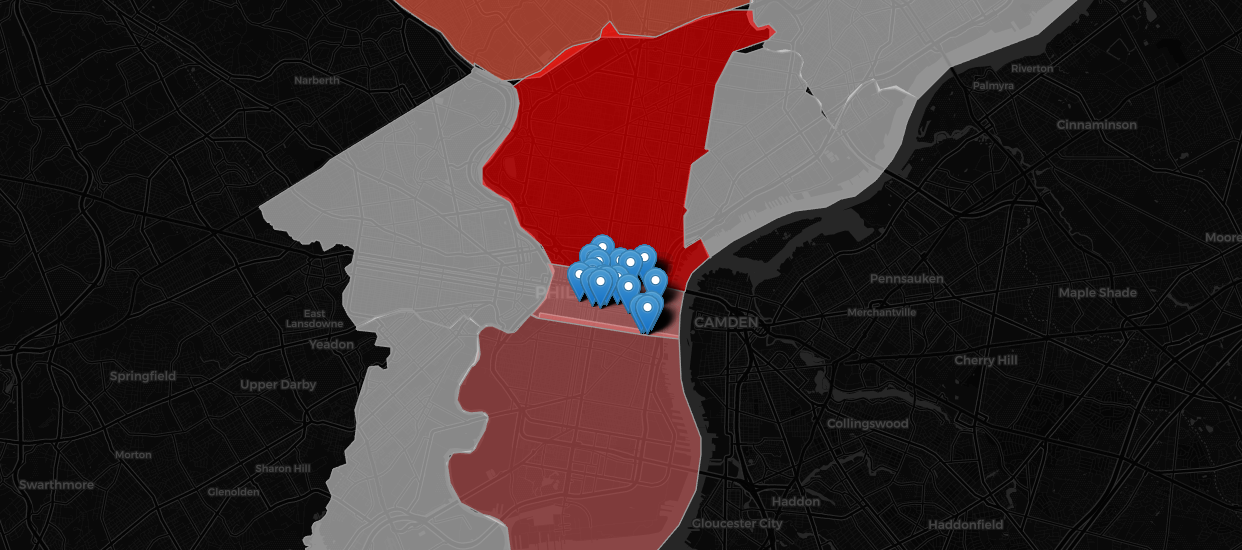 Narberth
Riverton
Palmyra
Cinnaminson
Moore
Pennsauken
Maple Shade
PHIL
East
Lansdowne
Merchantville
CAMDEN
Yeadon
Cherry Hill
Springfield
Upper Darby
Collingswood
Morton
Sharon Hill
Swarthmore
Glenolden
Haddon
Gloucester City
Haddonfield